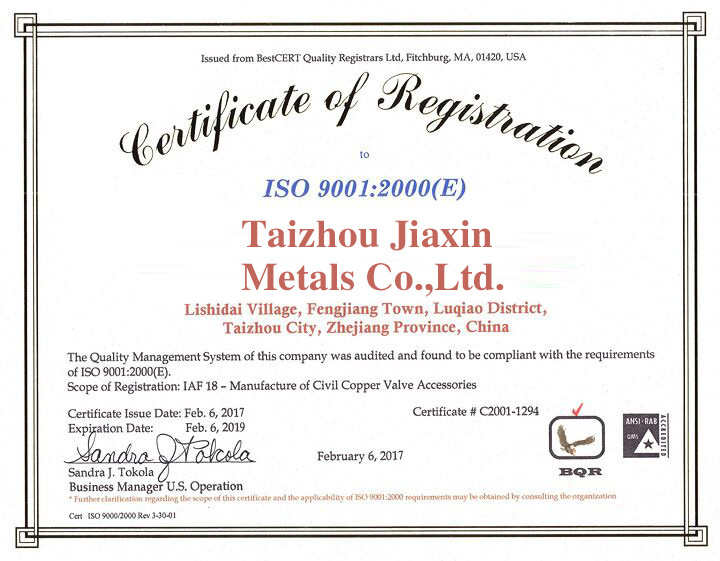 Issued from BestCERT Quality Registrars Ltd, Fitchburg, MA, 01420, USA
Certificate of Registration
to
ISO 9001:2000(E)
Taizhou Jiaxin
Metals Co.,Ltd.
Lishidai Village, Fengjiang Town, Luqiao District,
Taizhou City, Zhejiang Province, China
The Quality Management System of this company was audited and found to be compliant with the requirements
of ISO 9001:2000(E).
Scope of Registration: IAF 18 – Manufacture of Civil Copper Valve Accessories
Certificate Issue Date: Feb. 6, 2017
Certificate # C2001-1294
Expiration Date: Feb. 6, 2019
Sandra J Tokola
February 6, 2017
Sandra J. Tokola
Business Manager U.S. Operation
BQR
ANSI·RAB
QMS
ACCREDITED
* Further clarification regarding the scope of this certificate and the applicability of ISO 9001:2000 requirements may be obtained by consulting the organization
Cert ISO 9000/2000 Rev 3-30-01